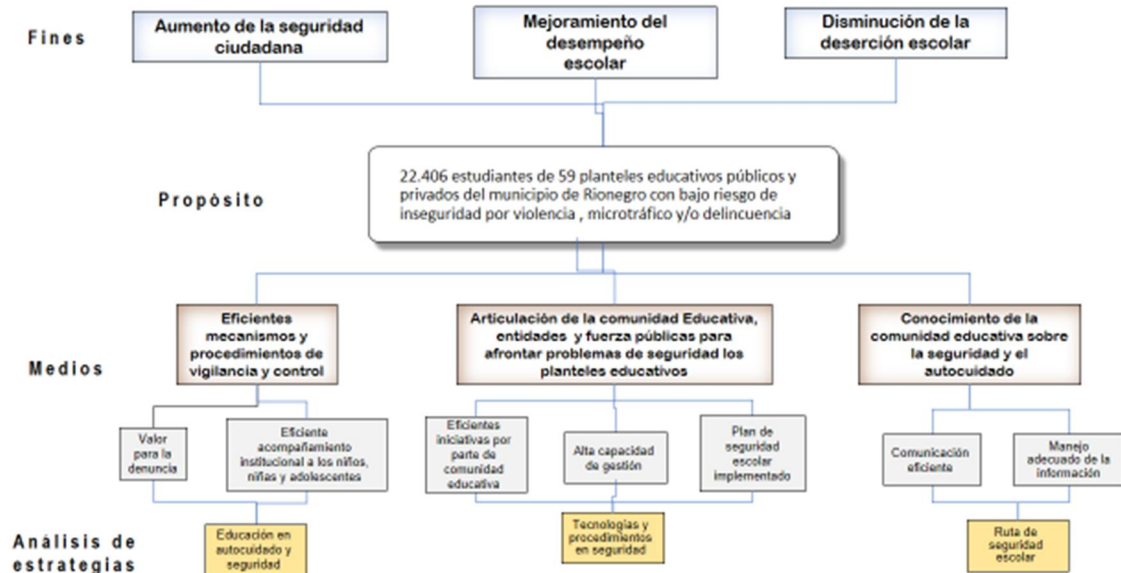 Fines
Aumento de la seguridad
ciudadana
Mejoramiento del
desempeño
escolar
Disminución de la
deserción escolar
Propòsito
22.406 estudiantes de 59 planteles educativos públicos y
privados del municipio de Rionegro con bajo riesgo de
inseguridad por violencia , microtráfico y/o delincuencia
Medios
Eficientes
mecanismos y
procedimientos de
vigilancia y control
Articulación de la comunidad Educativa,
entidades y fuerza públicas para
afrontar problemas de seguridad los
planteles educativos
Conocimiento de la
comunidad educativa sobre
la seguridad y el
autocuidado
Valor
para la
denuncia
Eficiente
acompañamiento
institucional a los niños,
niñas y adolescentes
Eficientes
iniciativas por
parte de
comunidad
educativa
Alta capacidad
de gestión
Plan de
seguridad
escolar
implementado
Comunicación
eficiente
Manejo
adecuado de la
información
Análisis de
estrategias
Educación en
autocuidado y
seguridad
Tecnologías y
procedimientos
en seguridad
Ruta de
seguridad
escolar